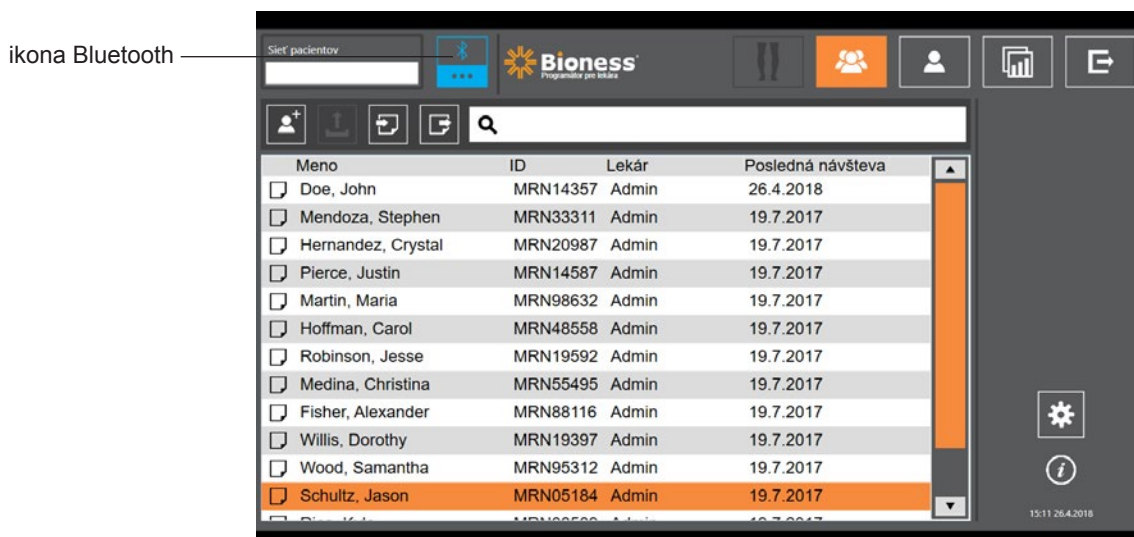 ikona Bluetooth
Sieť pacientov
Bioness
Programátor pre lekára
Meno ID Lekár Posledná návšteva
Doe, John MRN14357 Admin 26.4.2018
Mendoza, Stephen MRN33311 Admin 19.7.2017
Hernandez, Crystal MRN20987 Admin 19.7.2017
Pierce, Justin MRN14587 Admin 19.7.2017
Martin, Maria MRN98632 Admin 19.7.2017
Hoffman, Carol MRN48558 Admin 19.7.2017
Robinson, Jesse MRN19592 Admin 19.7.2017
Medina, Christina MRN55495 Admin 19.7.2017
Fisher, Alexander MRN88116 Admin 19.7.2017
Willis, Dorothy MRN19397 Admin 19.7.2017
Wood, Samantha MRN95312 Admin 19.7.2017
Schultz, Jason MRN05184 Admin 19.7.2017
15:11 26.4.2018